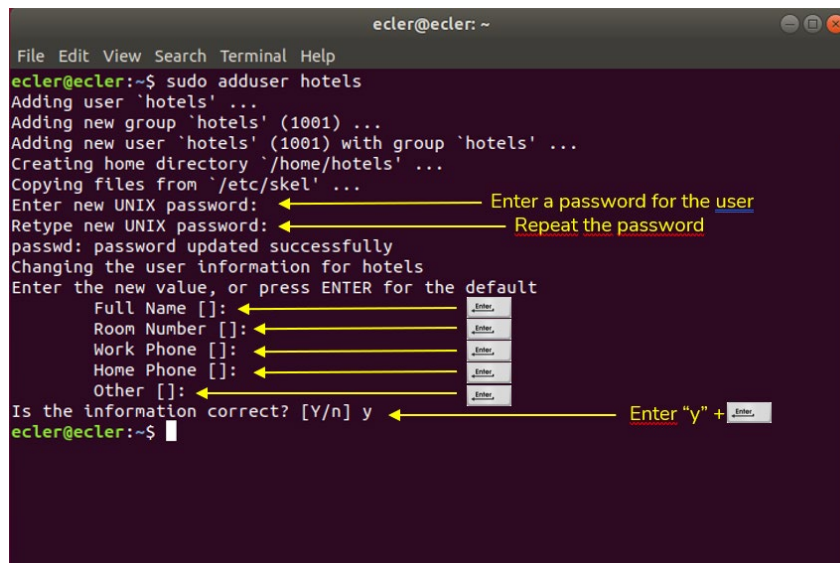 ecler@ecler: ~
File Edit View Search Terminal Help
ecler@ecler:~$ sudo adduser hotels
Adding user `hotels' ...
Adding new group `hotels' (1001) ...
Adding new user `hotels' (1001) with group `hotels' ...
Creating home directory `/home/hotels' ...
Copying files from `/etc/skel' ...
Enter new UNIX password: Enter a password for the user
Retype new UNIX password: Repeat the password
passwd: password updated successfully
Changing the user information for hotels
Enter the new value, or press ENTER for the default
Full Name []: Enter
Room Number []: Enter
Work Phone []: Enter
Home Phone []: Enter
Other []: Enter
Is the information correct? [Y/n] y Enter “y” + Enter
ecler@ecler:~$